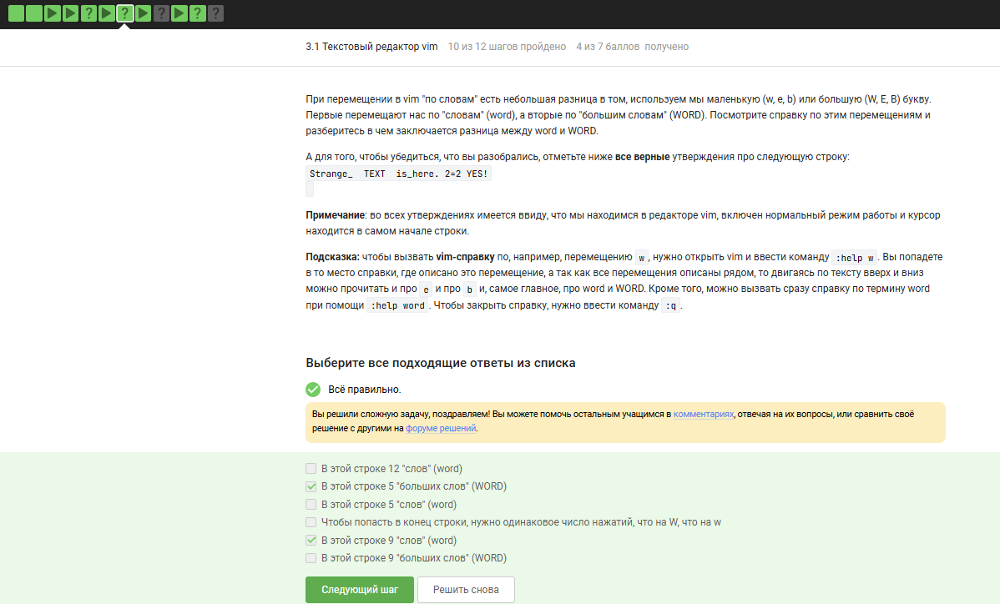 3.1 Текстовый редактор vim 10 из 12 шагов пройдено 4 из 7 баллов получено
При перемещении в vim "по словам" есть небольшая разница в том, используем мы маленькую (w, e, b) или большую (W, E, B) букву.
Первые перемещают нас по "словам" (word), а вторые по "большим словам" (WORD). Посмотрите справку по этим перемещениям и
разберитесь в чем заключается разница между word и WORD.
А для того, чтобы убедиться, что вы разобрались, отметьте ниже все верные утверждения про следующую строку:
Strange_  TEXT  is_here. 2=2 YES!
Примечание: во всех утверждениях имеется ввиду, что мы находимся в редакторе vim, включен нормальный режим работы и курсор
находится в самом начале строки.
Подсказка: чтобы вызвать vim-справку по, например, перемещению w, нужно открыть vim и ввести команду :help w. Вы попадете
в то место справки, где описано это перемещение, а так как все перемещения описаны рядом, то двигаясь по тексту вверх и вниз
можно прочитать и про e и про b и, самое главное, про word и WORD. Кроме того, можно вызвать сразу справку по термину word
при помощи :help word. Чтобы закрыть справку, нужно ввести команду :q.
Выберите все подходящие ответы из списка
Всё правильно.
Вы решили сложную задачу, поздравляем! Вы можете помочь остальным учащимся в комментариях, отвечая на их вопросы, или сравнить своё
решение с другими на форуме решений.
В этой строке 12 "слов" (word)
В этой строке 5 "больших слов" (WORD)
В этой строке 5 "слов" (word)
Чтобы попасть в конец строки, нужно одинаковое число нажатий, что на W, что на w
В этой строке 9 "слов" (word)
В этой строке 9 "больших слов" (WORD)
Следующий шаг Решить снова